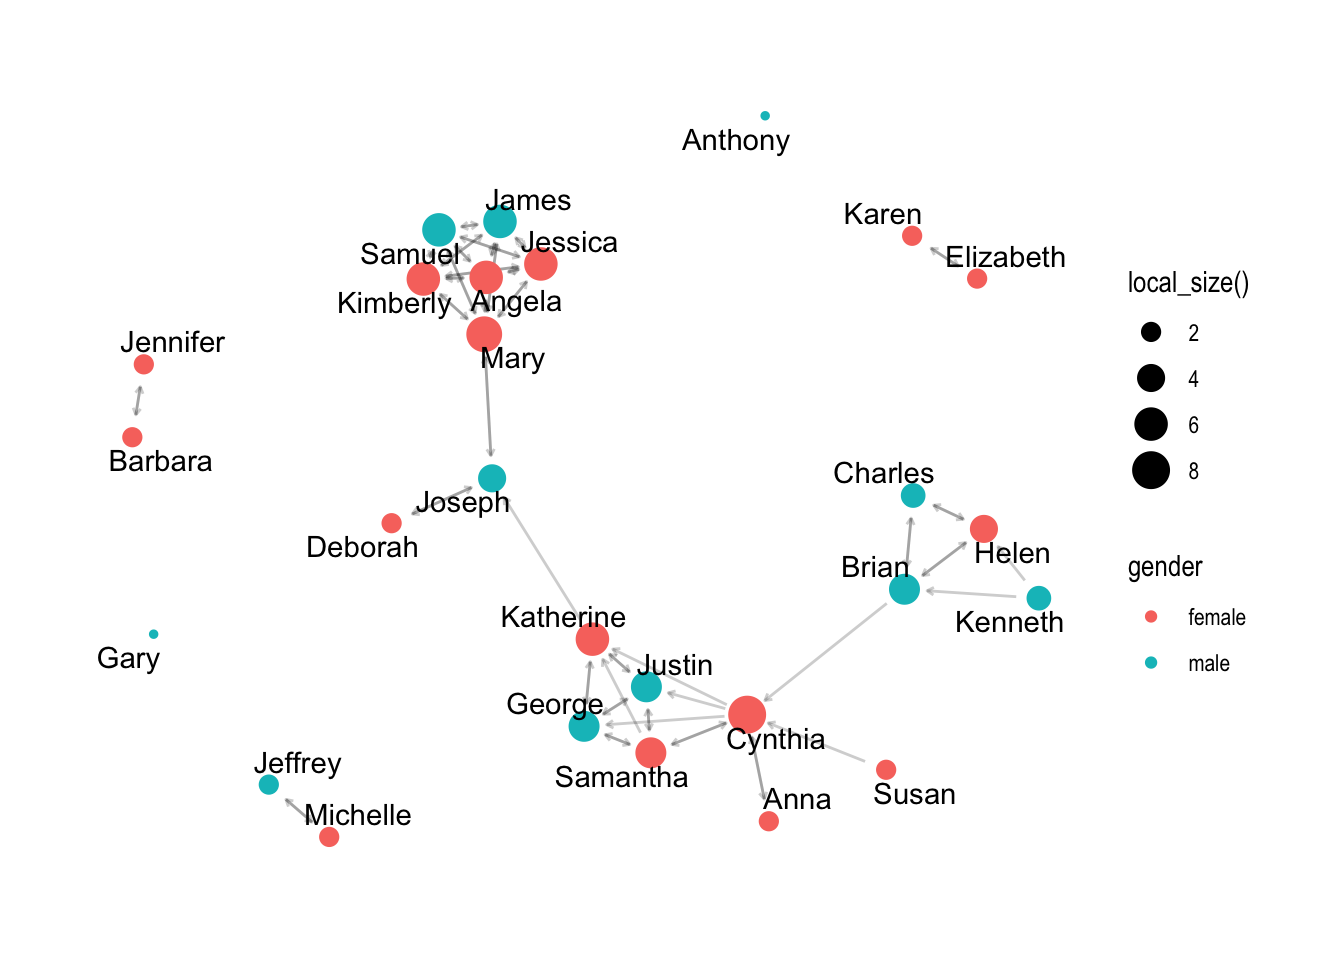 Anthony
James
Karen
Jessica
Samuel
Elizabeth
Kimberly
Angela
Jennifer
Mary
Barbara
Charles
Joseph
Deborah
Helen
Brian
Katherine
Kenneth
Gary
Justin
George
Cynthia
Jeffrey
Samantha
Anna
Susan
Michelle
local_size()
2
4
6
8
gender
female
male